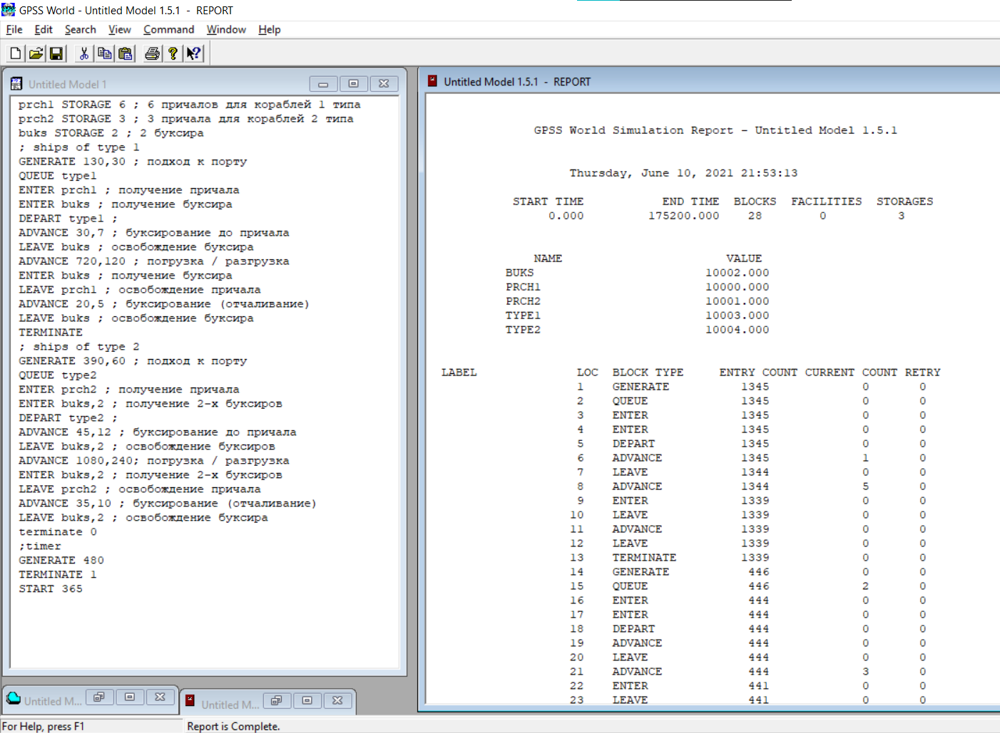 GPSS World - Untitled Model 1.5.1 - REPORT
File Edit Search View Command Window Help
Untitled Model 1
prch1 STORAGE 6 ; 6 причалов для кораблей 1 типа
prch2 STORAGE 3 ; 3 причала для кораблей 2 типа
buks STORAGE 2 ; 2 буксира
; ships of type 1
GENERATE 130,30 ; подход к порту
QUEUE type1
ENTER prch1 ; получение причала
ENTER buks ; получение буксира
DEPART type1 ;
ADVANCE 30,7 ; буксирование до причала
LEAVE buks ; освобождение буксира
ADVANCE 720,120 ; погрузка / разгрузка
ENTER buks ; получение буксира
LEAVE prch1 ; освобождение причала
ADVANCE 20,5 ; буксирование (отчаливание)
LEAVE buks ; освобождение буксира
TERMINATE
; ships of type 2
GENERATE 390,60 ; подход к порту
QUEUE type2
ENTER prch2 ; получение причала
ENTER buks,2 ; получение 2-х буксиров
DEPART type2 ;
ADVANCE 45,12 ; буксирование до причала
LEAVE buks,2 ; освобождение буксиров
ADVANCE 1080,240; погрузка / разгрузка
ENTER buks,2 ; получение 2-х буксиров
LEAVE prch2 ; освобождение причала
ADVANCE 35,10 ; буксирование (отчаливание)
LEAVE buks,2 ; освобождение буксира
terminate 0
;timer
GENERATE 480
TERMINATE 1
START 365
Untitled Model 1.5.1 - REPORT
GPSS World Simulation Report - Untitled Model 1.5.1
Thursday, June 10, 2021 21:53:13
START TIME END TIME BLOCKS FACILITIES STORAGES
0.000 175200.000 28 0 3
NAME VALUE
BUKS 10002.000
PRCH1 10000.000
PRCH2 10001.000
TYPE1 10003.000
TYPE2 10004.000
LABEL LOC BLOCK TYPE ENTRY COUNT CURRENT COUNT RETRY
1 GENERATE 1345 0 0
2 QUEUE 1345 0 0
3 ENTER 1345 0 0
4 ENTER 1345 0 0
5 DEPART 1345 0 0
6 ADVANCE 1345 1 0
7 LEAVE 1344 0 0
8 ADVANCE 1344 5 0
9 ENTER 1339 0 0
10 LEAVE 1339 0 0
11 ADVANCE 1339 0 0
12 LEAVE 1339 0 0
13 TERMINATE 1339 0 0
14 GENERATE 446 0 0
15 QUEUE 446 2 0
16 ENTER 444 0 0
17 ENTER 444 0 0
18 DEPART 444 0 0
19 ADVANCE 444 0 0
20 LEAVE 444 0 0
21 ADVANCE 444 3 0
22 ENTER 441 0 0
23 LEAVE 441 0 0
Untitled M...
Untitled M...
For Help, press F1
Report is Complete.